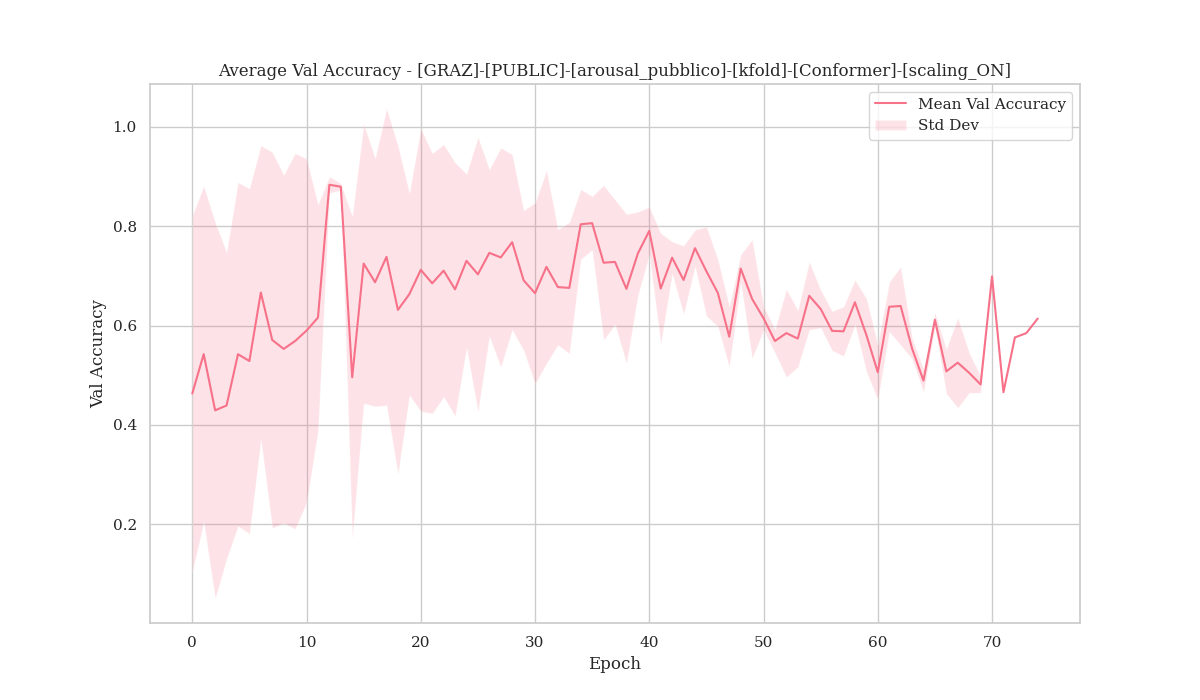 Average Val Accuracy - [GRAZ]-[PUBLIC]-[arousal_pubblico]-[kfold]-[Conformer]-[scaling_ON]
Mean Val Accuracy
Std Dev
1.0
0.8
0.6
0.4
0.2
Val Accuracy
0 10 20 30 40 50 60 70
Epoch